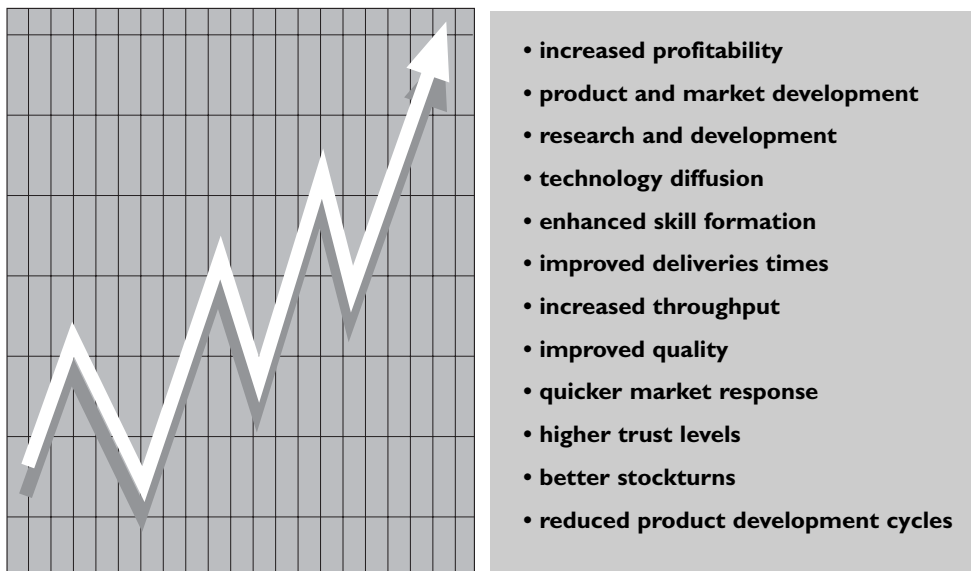 • increased profitability
• product and market development
• research and development
• technology diffusion
• enhanced skill formation
• improved deliveries times
• increased throughput
• improved quality
• quicker market response
• higher trust levels
• better stockturns
• reduced product development cycles